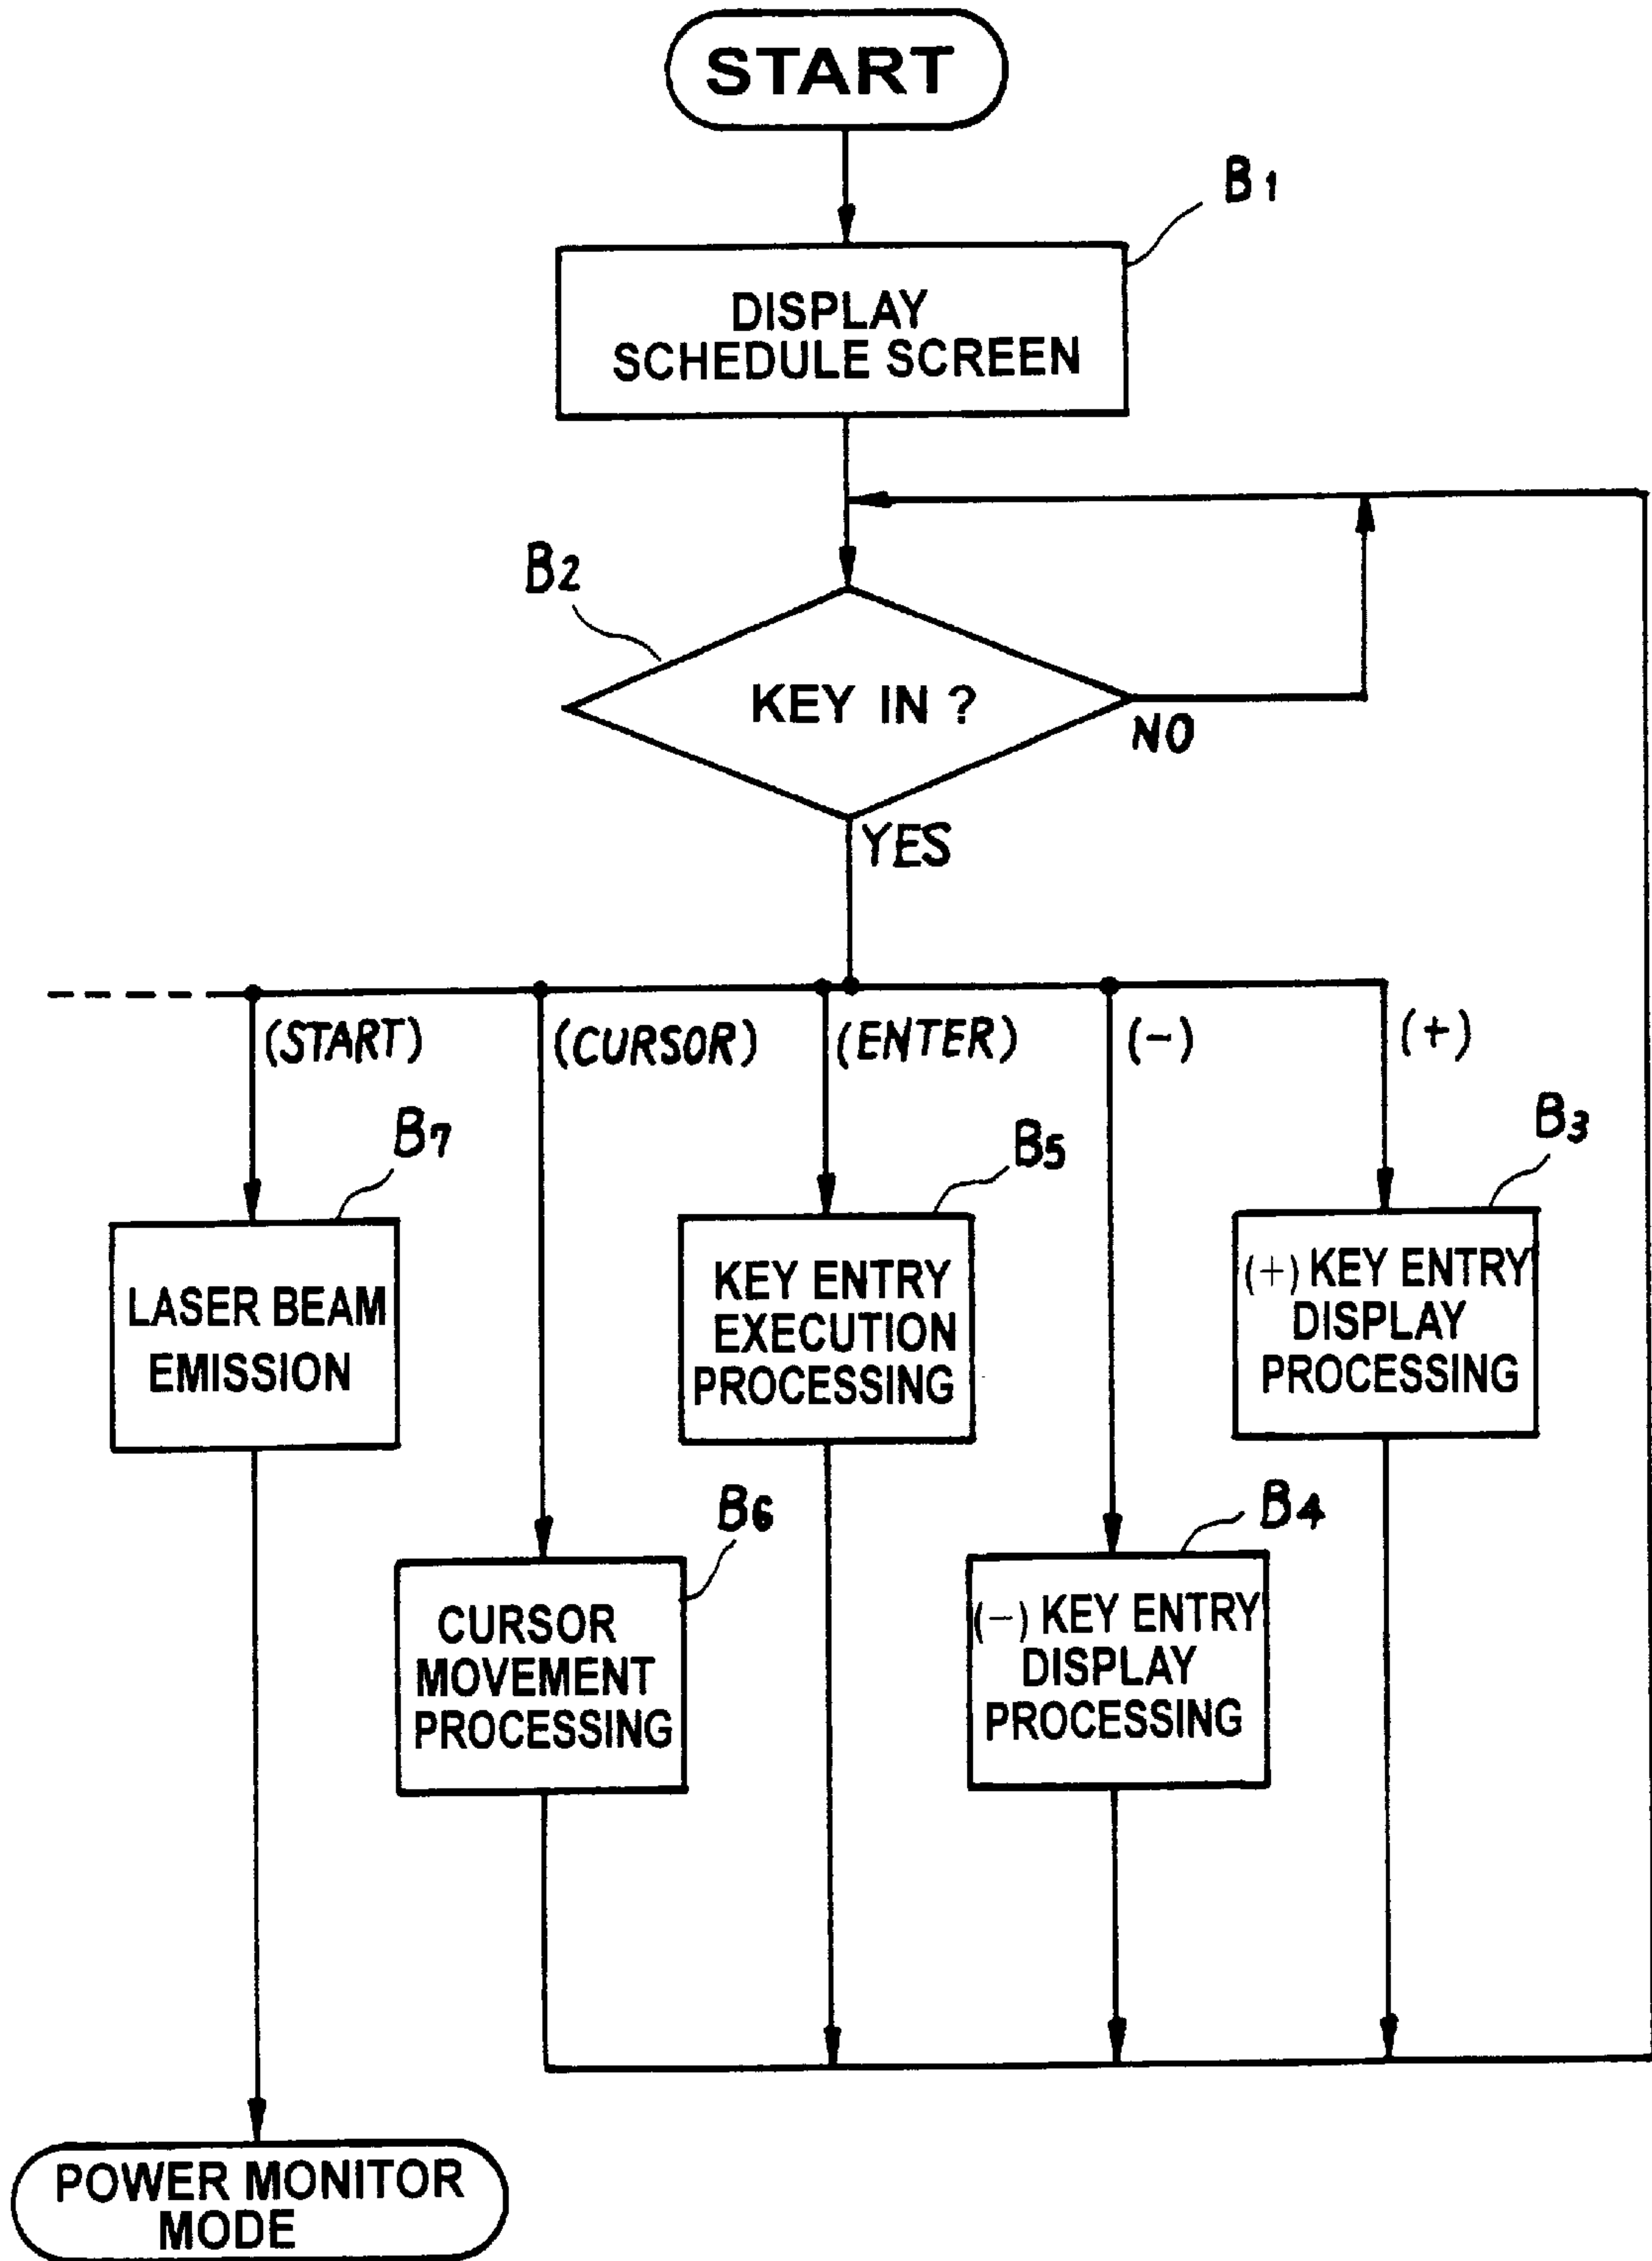 START
B1
DISPLAY
SCHEDULE SCREEN
B2
KEY IN ?
NO
YES
(START)
(CURSOR)
(ENTER)
(-)
(+)
B7
B5
B3
LASER BEAM
EMISSION
KEY ENTRY
EXECUTION
PROCESSING
(+) KEY ENTRY
DISPLAY
PROCESSING
B6
B4
CURSOR
MOVEMENT
PROCESSING
(-) KEY ENTRY
DISPLAY
PROCESSING
POWER MONITOR
MODE